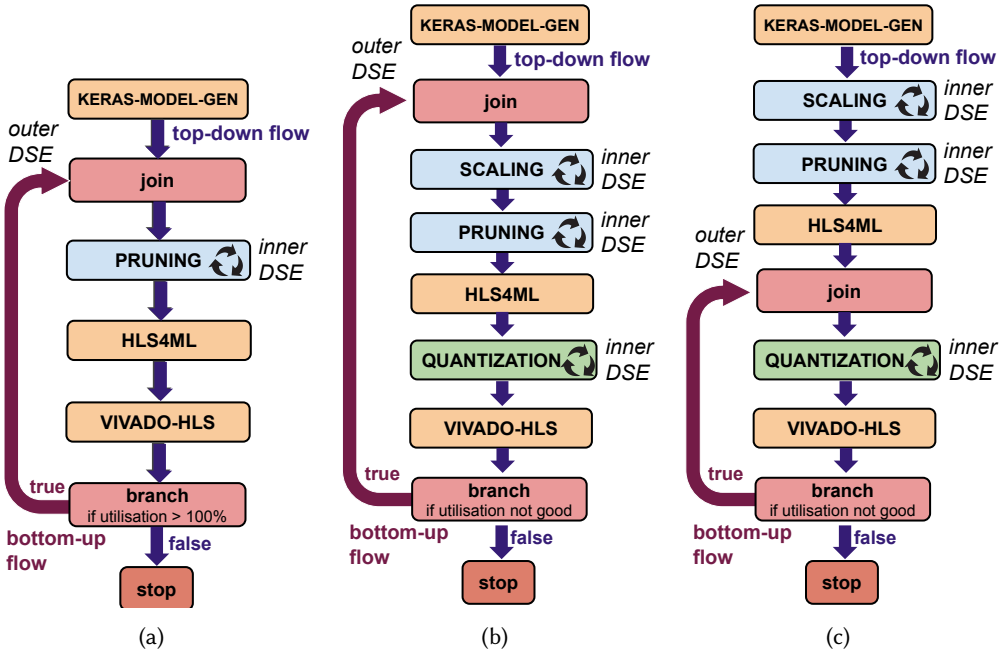 KERAS-MODEL-GEN
top-down flow
outer
DSE
join
PRUNING
inner
DSE
HLS4ML
VIVADO-HLS
true
branch
if utilisation > 100%
bottom-up
flow
false
stop
(a)
KERAS-MODEL-GEN
outer
DSE
top-down flow
join
SCALING
inner
DSE
PRUNING
inner
DSE
HLS4ML
QUANTIZATION
inner
DSE
VIVADO-HLS
true
branch
if utilisation not good
bottom-up
flow
false
stop
(b)
KERAS-MODEL-GEN
top-down flow
SCALING
inner
DSE
PRUNING
inner
DSE
HLS4ML
outer
DSE
join
QUANTIZATION
inner
DSE
VIVADO-HLS
true
branch
if utilisation not good
bottom-up
flow
false
stop
(c)